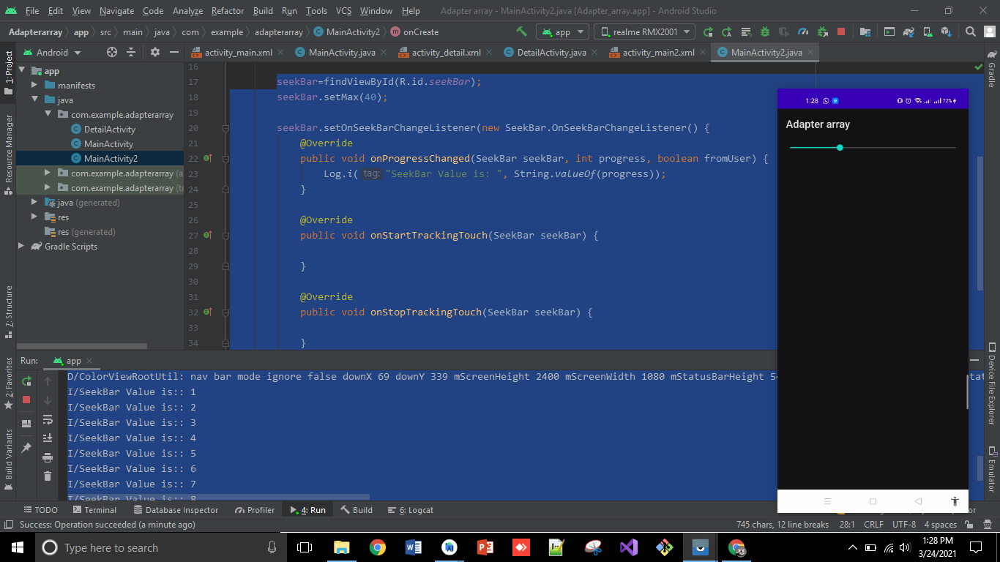 File Edit View Navigate Code Analyze Refactor Build Run Tools VCS Window Help Adapter array - MainActivity2.java [Adapter_array.app] - Android Studio
Adapterarray app src main java com example adapterarray MainActivity2 onCreate app realme RMX2001
1: Project
Android
activity_main.xml MainActivity.java activity_detail.xml DetailActivity.java activity_main2.xml MainActivity2.java
Gradle
app
manifests
java
com.example.adapterarray
DetailActivity
MainActivity
MainActivity2
com.example.adapterarray (a
com.example.adapterarray (te
java (generated)
res
res (generated)
Gradle Scripts
Resource Manager
7: Structure
2: Favorites
Build Variants
16
17 seekBar=findViewById(R.id.seekBar);
18 seekBar.setMax(40);
19
20 seekBar.setOnSeekBarChangeListener(new SeekBar.OnSeekBarChangeListener() {
21 @Override
22 public void onProgressChanged(SeekBar seekBar, int progress, boolean fromUser) {
23 Log.i( tag: "SeekBar Value is: ", String.valueOf(progress));
24 }
25
26 @Override
27 public void onStartTrackingTouch(SeekBar seekBar) {
28
29 }
30
31 @Override
32 public void onStopTrackingTouch(SeekBar seekBar) {
33
34 }
1:28 72%
Adapter array
Device File Explorer
Emulator
Run: app
D/ColorViewRootUtil: nav bar mode ignore false downX 69 downY 339 mScreenHeight 2400 mScreenWidth 1080 mStatusBarHeight 54
I/SeekBar Value is:: 1
I/SeekBar Value is:: 2
I/SeekBar Value is:: 3
I/SeekBar Value is:: 4
I/SeekBar Value is:: 5
I/SeekBar Value is:: 6
I/SeekBar Value is:: 7
I/SeekBar Value is:: 8
TODO Terminal Database Inspector Profiler 4: Run Build 6: Logcat
Success: Operation succeeded (a minute ago) 745 chars, 12 line breaks 28:1 CRLF UTF-8 4 spaces
Type here to search
1:28 PM
3/24/2021